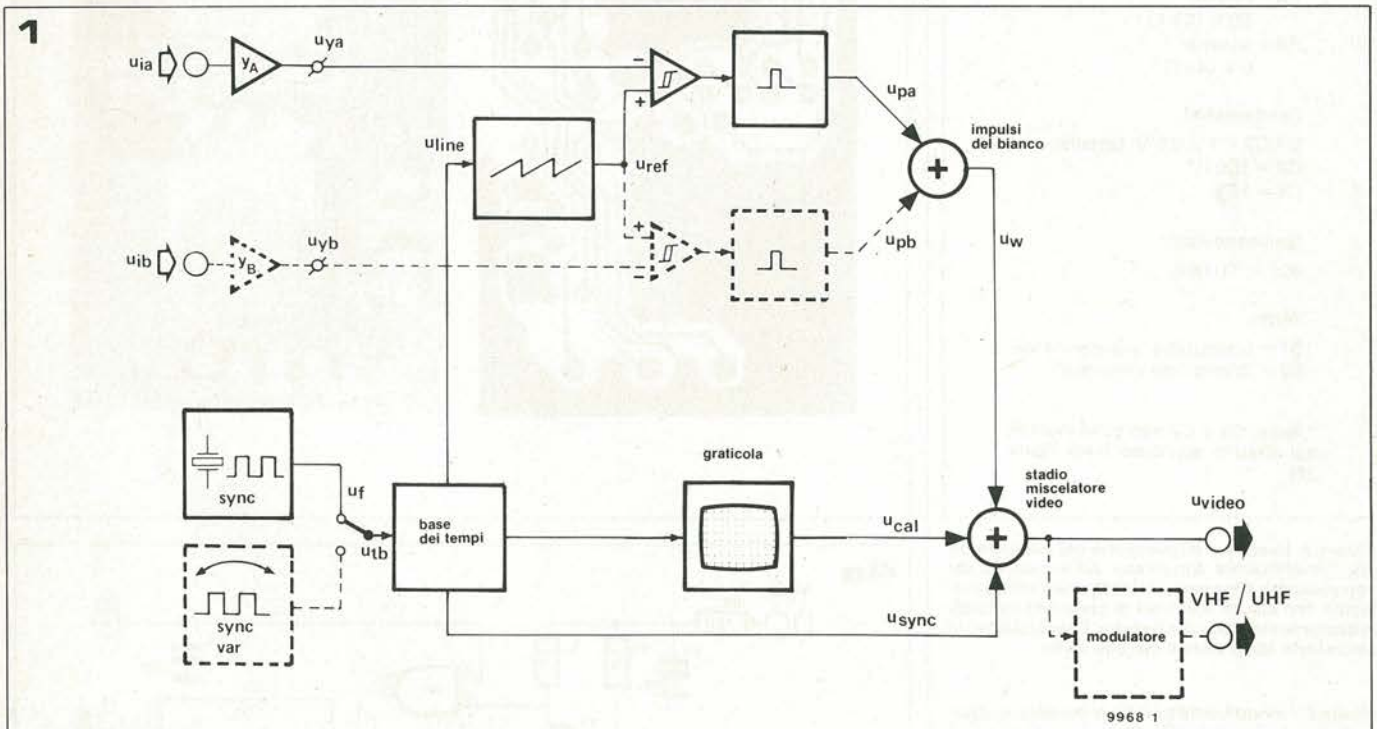 1
u_ia
y_A
u_ya
-
+
u_line
u_ref
u_pa
impulsi
del bianco
+
u_ib
y_B
u_yb
+
-
u_pb
u_w
sync
u_f
u_tb
sync
var
base
dei tempi
graticola
u_cal
u_sync
stadio
miscelatore
video
+
u_video
VHF / UHF
modulatore
9968 1